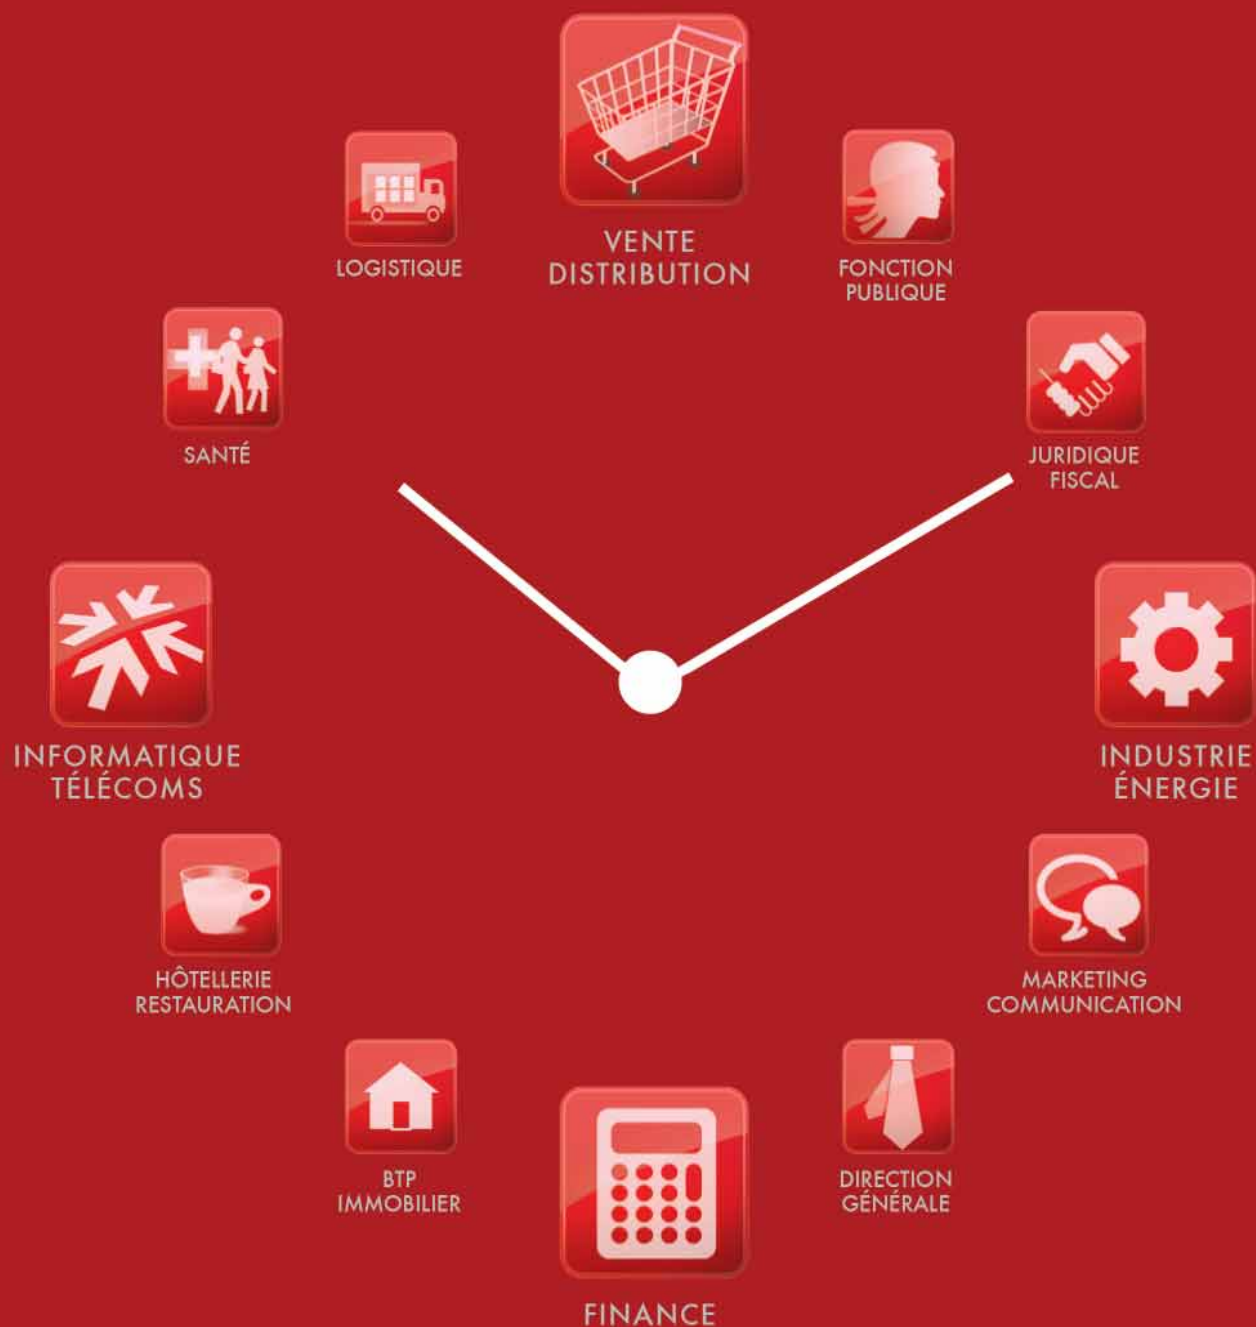 VENTE
DISTRIBUTION
LOGISTIQUE
FONCTION
PUBLIQUE
SANTÉ
JURIDIQUE
FISCAL
INFORMATIQUE
TÉLÉCOMS
INDUSTRIE
ÉNERGIE
HÔTELLERIE
RESTAURATION
MARKETING
COMMUNICATION
BTP
IMMOBILIER
DIRECTION
GÉNÉRALE
FINANCE